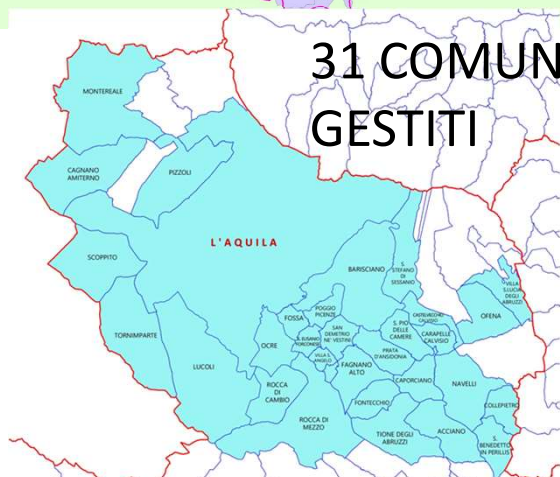 31 COMUN
GESTITI
MONTEREALE
CAGNANO
AMITERNO
PIZZOLI
L'AQUILA
SCOPPITO
BARISCIANO
S.
STEFANO
DI
SESSANIO
VILLA
S.LUCIA
DEGLI
ABRUZZI
OFENA
TORNIMPARTE
POGGIO
PICENZE
FOSSA
CASTELVECCHIO
CALVISIO
S. PIO
DELLE
CAMERE
CARAPELLE
CALVISIO
SAN
DEMETRIO
NE' VESTINI
OCRE
S. EUSANIO
FORCONESE
VILLA S.
ANGELO
PRATA
D'ANSIDONIA
LUCOLI
FAGNANO
ALTO
CAPORCIANO
NAVELLI
ROCCA
DI
CAMBIO
FONTECCHIO
COLLEPIETRO
ROCCA
DI
MEZZO
TIONE DEGLI
ABRUZZI
ACCIANO
S.
BENEDETTO
IN PERILLIS